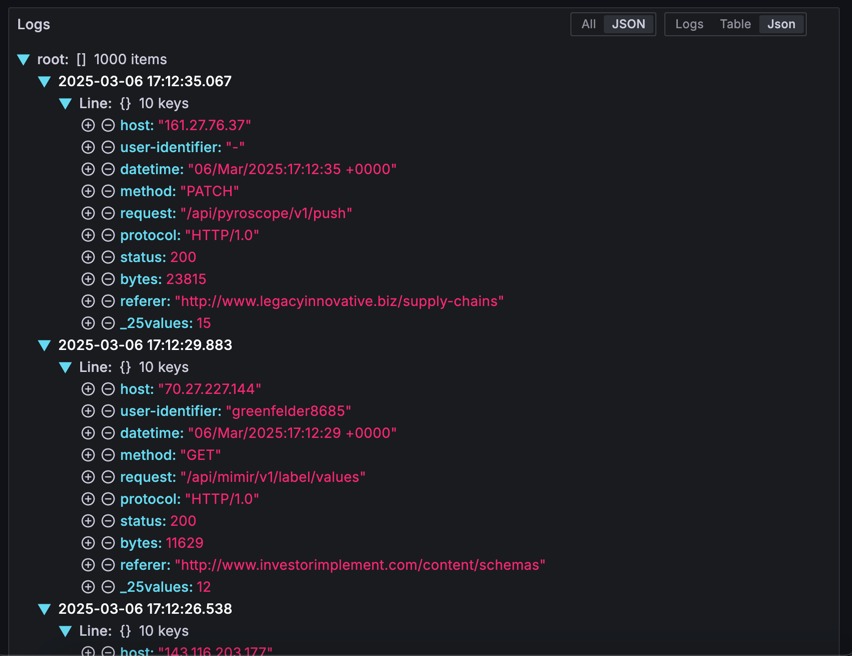 Logs
All JSON Logs Table Json
root: [] 1000 items
2025-03-06 17:12:35.067
Line: {} 10 keys
host: "161.27.76.37"
user-identifier: "-"
datetime: "06/Mar/2025:17:12:35 +0000"
method: "PATCH"
request: "/api/pyroscope/v1/push"
protocol: "HTTP/1.0"
status: 200
bytes: 23815
referer: "http://www.legacyinnovative.biz/supply-chains"
_25values: 15
2025-03-06 17:12:29.883
Line: {} 10 keys
host: "70.27.227.144"
user-identifier: "greenfelder8685"
datetime: "06/Mar/2025:17:12:29 +0000"
method: "GET"
request: "/api/mimir/v1/label/values"
protocol: "HTTP/1.0"
status: 200
bytes: 11629
referer: "http://www.investorimplement.com/content/schemas"
_25values: 12
2025-03-06 17:12:26.538
Line: {} 10 keys
host: "143.116.203.177"